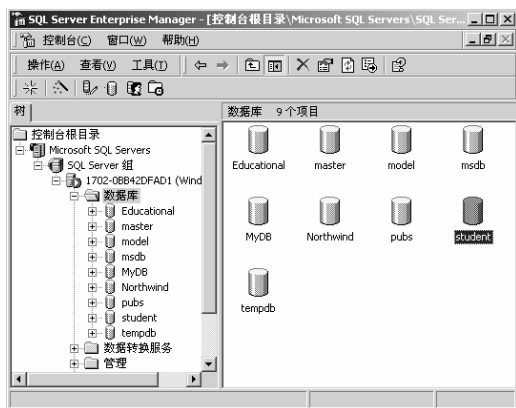 SQL Server Enterprise Manager - [控制台根目录\Microsoft SQL Servers\SQL Ser...
控制台(C) 窗口(W) 帮助(H)
操作(A) 查看(V) 工具(T)
树
数据库 9个项目
控制台根目录
Microsoft SQL Servers
SQL Server 组
1702-0BB42DFAD1 (Wind
数据库
Educational
master
model
msdb
MyDB
Northwind
pubs
student
tempdb
数据转换服务
管理
Educational master model msdb
MyDB Northwind pubs student
tempdb